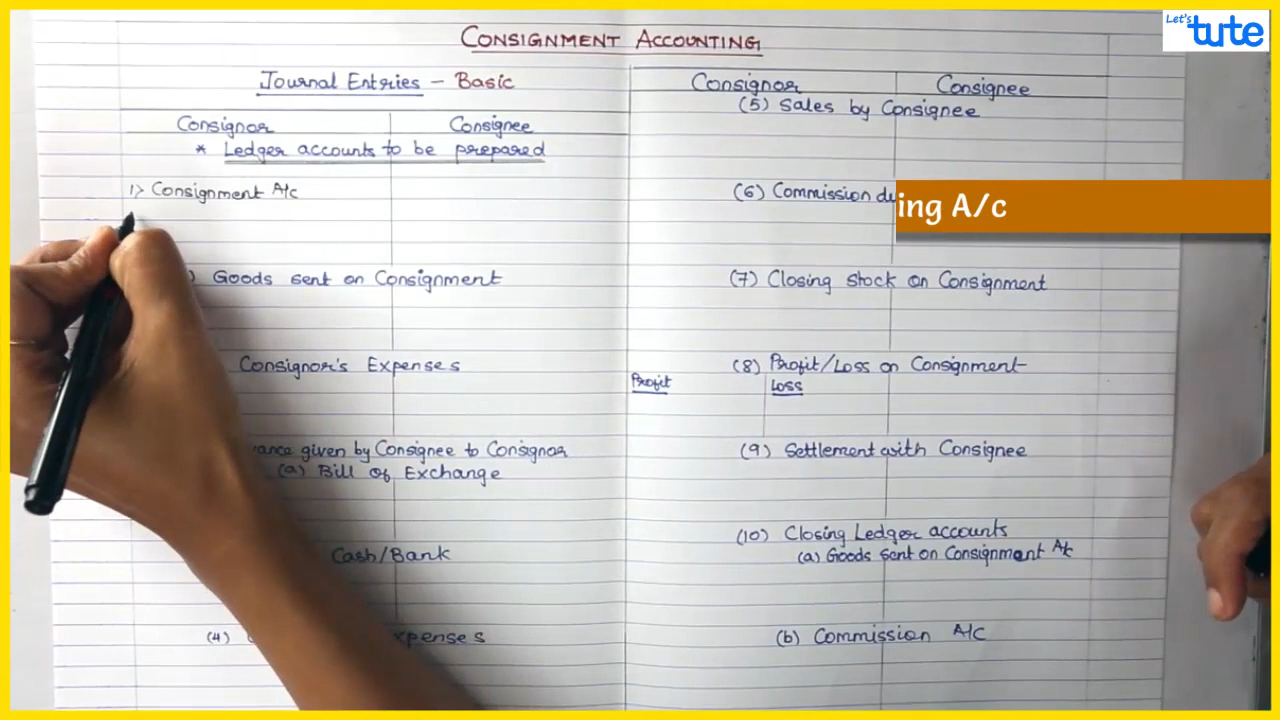 Let's tute
CONSIGNMENT ACCOUNTING
Journal Entries - Basic
Consignor Consignee
* Ledger accounts to be prepared
1> Consignment A/c
) Goods sent on Consignment
Consignor's Expenses
given by Consignee to Consignor
(a) Bill of Exchange
Cash/Bank
(4)
Consignor Consignee
(5) Sales by Consignee
(6) Commission
ing A/c
(7) Closing stock on Consignment
(8) Profit/Loss on Consignment
Profit Loss
(9) Settlement with Consignee
(10) Closing Ledger accounts
(a) Goods sent on Consignment A/c
(b) Commission A/C